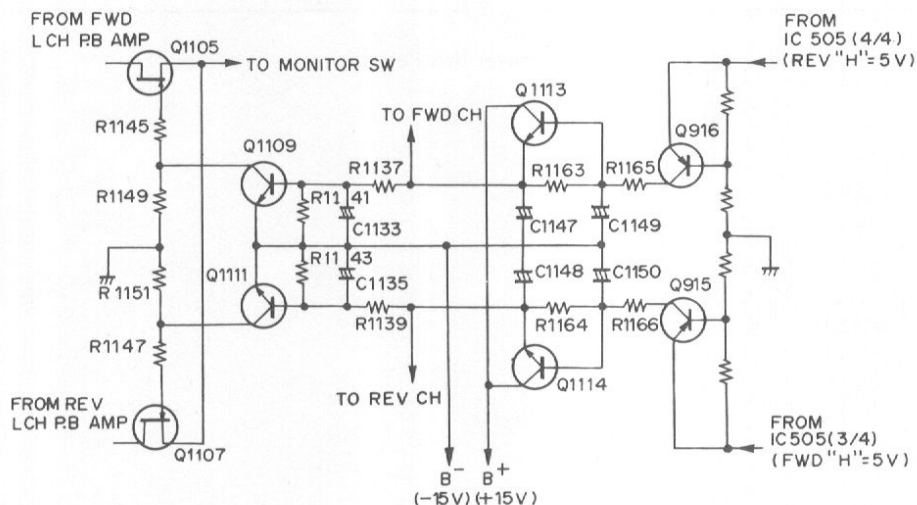 FROM FWD
LCH P.B AMP
Q1105
TO MONITOR SW
R1145
Q1109
R1149
TO FWD CH
Q1113
R1137
R1163
R1165
Q916
FROM
IC 505 (4/4)
(REV "H"=5V)
R11 41
C1133
C1147
C1149
R11 43
C1135
C1148
C1150
Q1111
R1151
R1147
R1139
R1164
R1166
Q915
Q1114
TO REV CH
FROM REV
LCH P.B AMP
Q1107
B- B+
(-15V) (+15V)
FROM
IC505 (3/4)
(FWD "H"=5V)